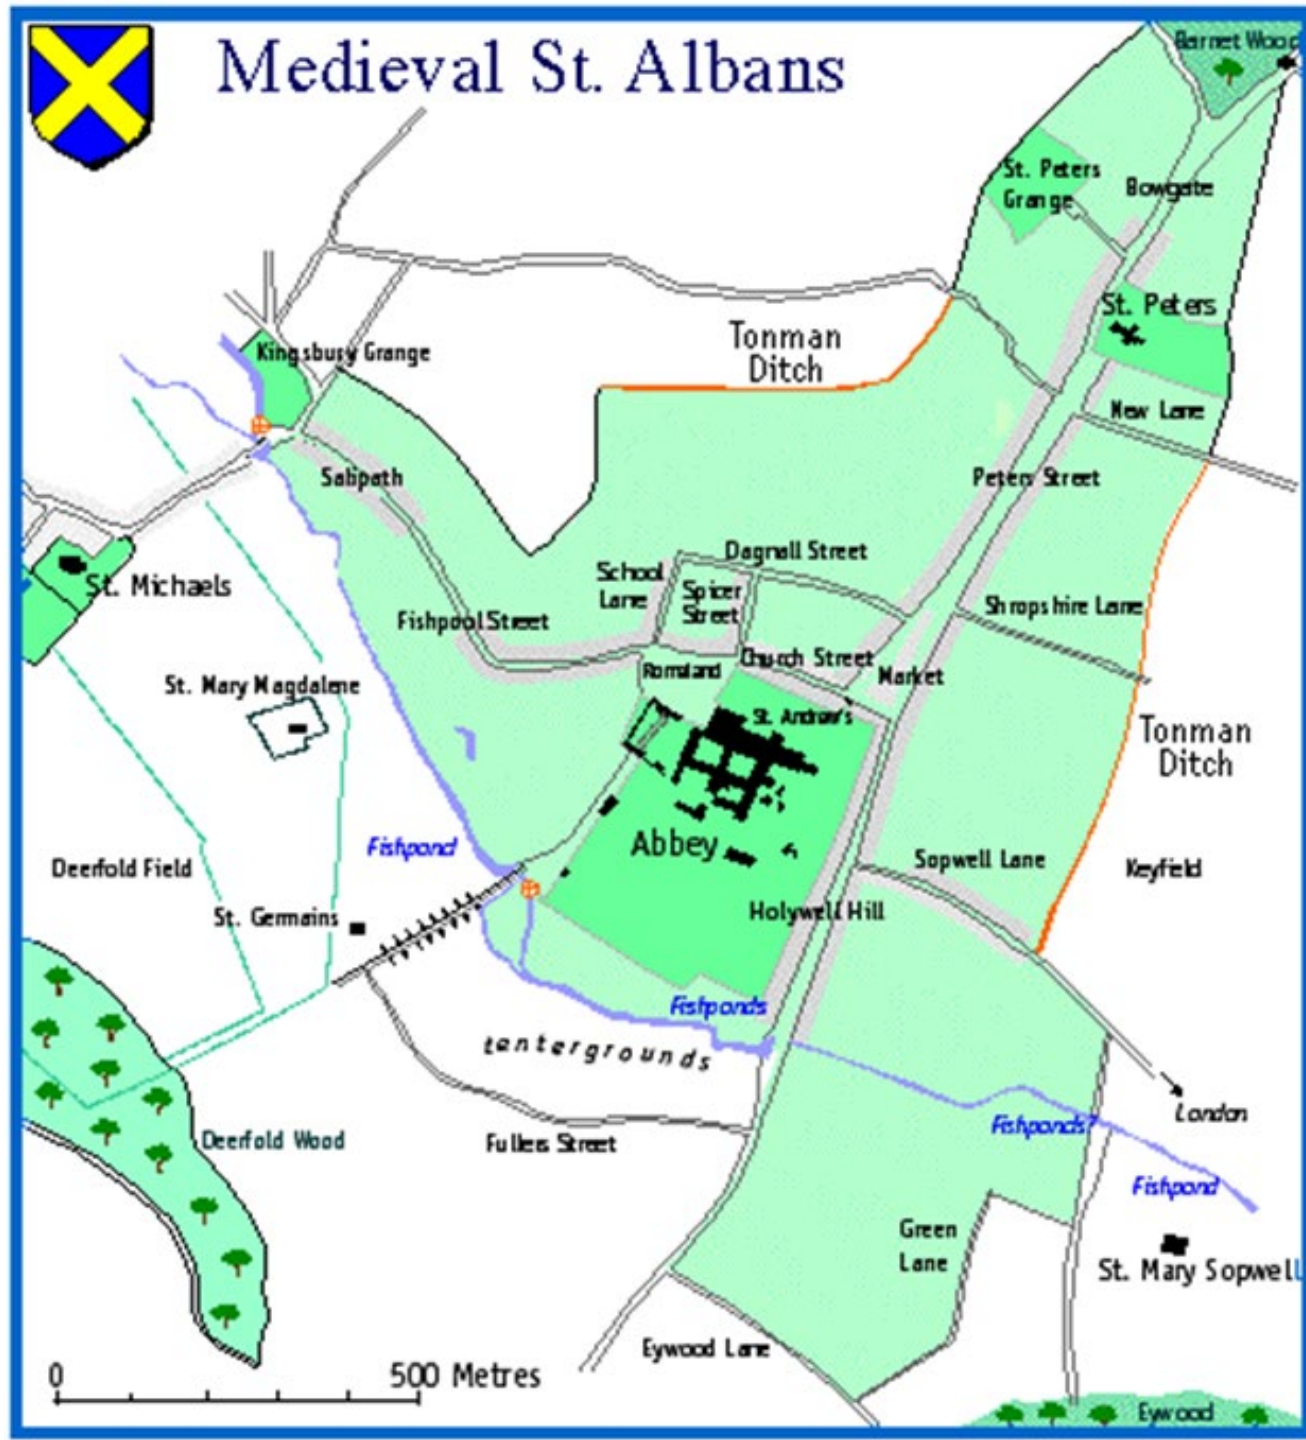 Medieval St. Albans
Barnet Wood
St. Peters
Grange
Bowgate
St. Peters
Tonman
Ditch
Kingsbury Grange
New Lane
Salipath
Peters Street
Dagnall Street
School
Lane
Spicer
Street
St. Michaels
Shropshire Lane
Fishpool Street
Church Street
Romeland
Market
St. Mary Magdalene
St. Andrew's
Tonman
Ditch
Abbey
Fishpond
Sopwell Lane
Deerfold Field
Keyfield
St. Germains
Holywell Hill
Fishponds
Lentergrounds
London
Fishponds?
Deerfold Wood
Fullers Street
Fishpond
Green
Lane
St. Mary Sopwell
Eywood Lane
0
500 Metres
Eywood